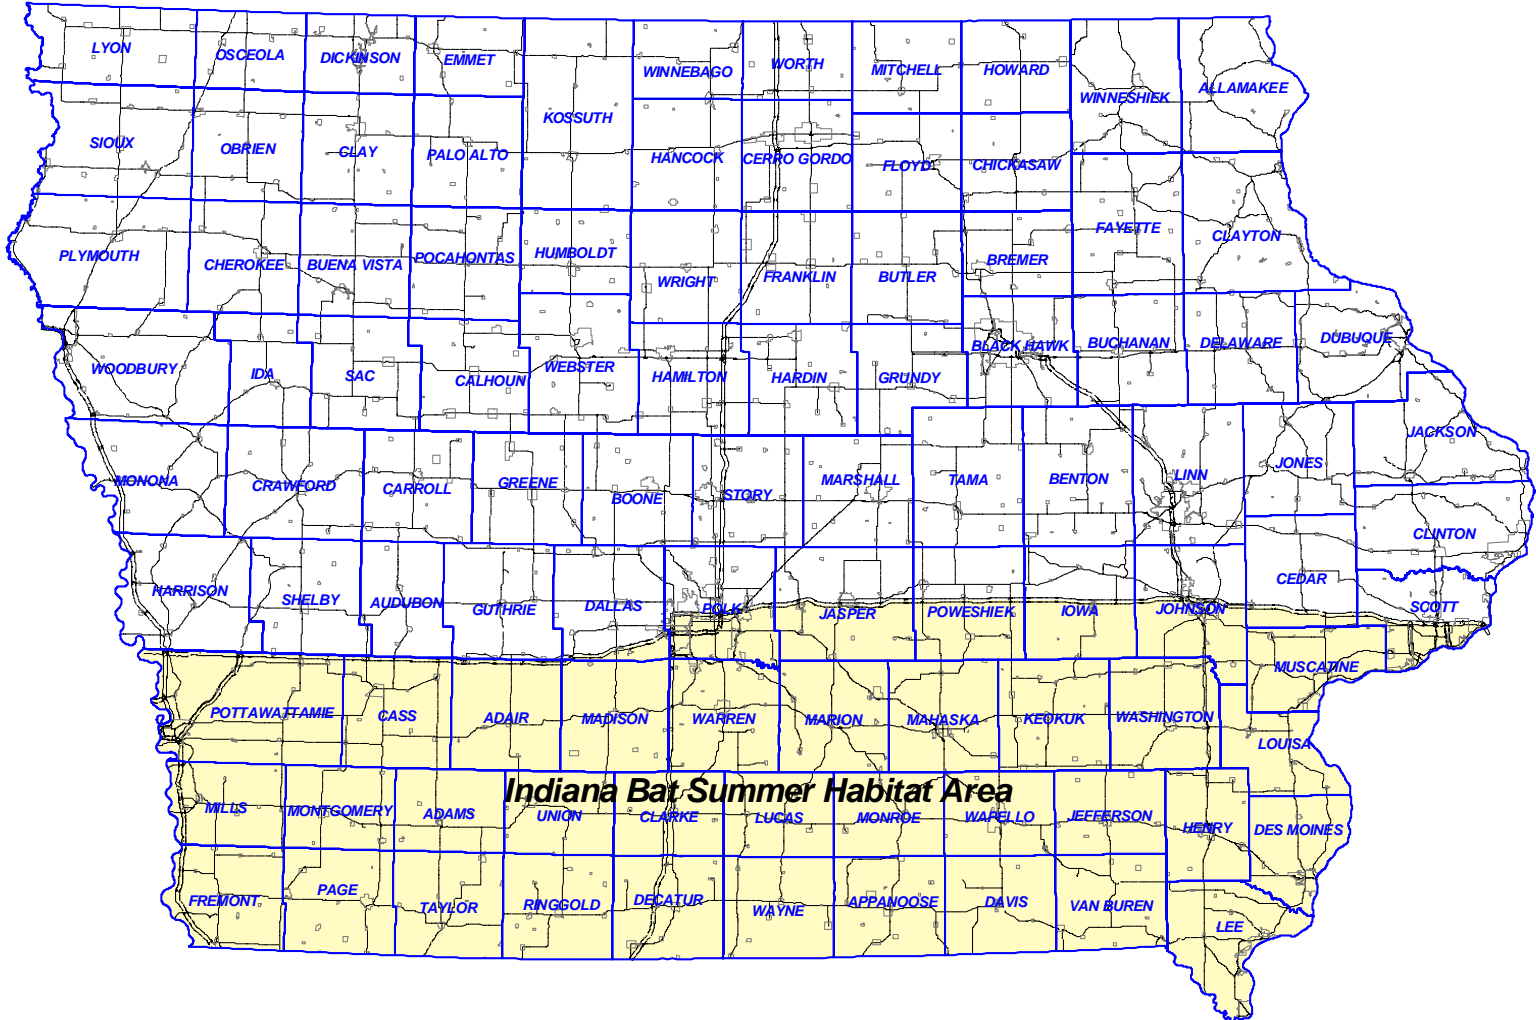 LYON
OSCEOLA
DICKINSON
EMMET
WINNEBAGO
WORTH
MITCHELL
HOWARD
WINNESHIEK
ALLAMAKEE
KOSSUTH
SIOUX
OBRIEN
CLAY
PALO ALTO
HANCOCK
CERRO GORDO
FLOYD
CHICKASAW
PLYMOUTH
CHEROKEE
BUENA VISTA
POCAHONTAS
HUMBOLDT
WRIGHT
FRANKLIN
BUTLER
BREMER
FAYETTE
CLAYTON
WOODBURY
IDA
SAC
CALHOUN
WEBSTER
HAMILTON
HARDIN
GRUNDY
BLACK HAWK
BUCHANAN
DELAWARE
DUBUQUE
MONONA
CRAWFORD
CARROLL
GREENE
BOONE
STORY
MARSHALL
TAMA
BENTON
LINN
JONES
JACKSON
CLINTON
HARRISON
SHELBY
AUDUBON
GUTHRIE
DALLAS
POLK
JASPER
POWESHIEK
IOWA
JOHNSON
CEDAR
SCOTT
MUSCATINE
POTTAWATTAMIE
CASS
ADAIR
MADISON
WARREN
MARION
MAHASKA
KEOKUK
WASHINGTON
LOUISA
Indiana Bat Summer Habitat Area
MILLS
MONTGOMERY
ADAMS
UNION
CLARKE
LUCAS
MONROE
WAPELLO
JEFFERSON
HENRY
DES MOINES
FREMONT
PAGE
TAYLOR
RINGGOLD
DECATUR
WAYNE
APPANOOSE
DAVIS
VAN BUREN
LEE